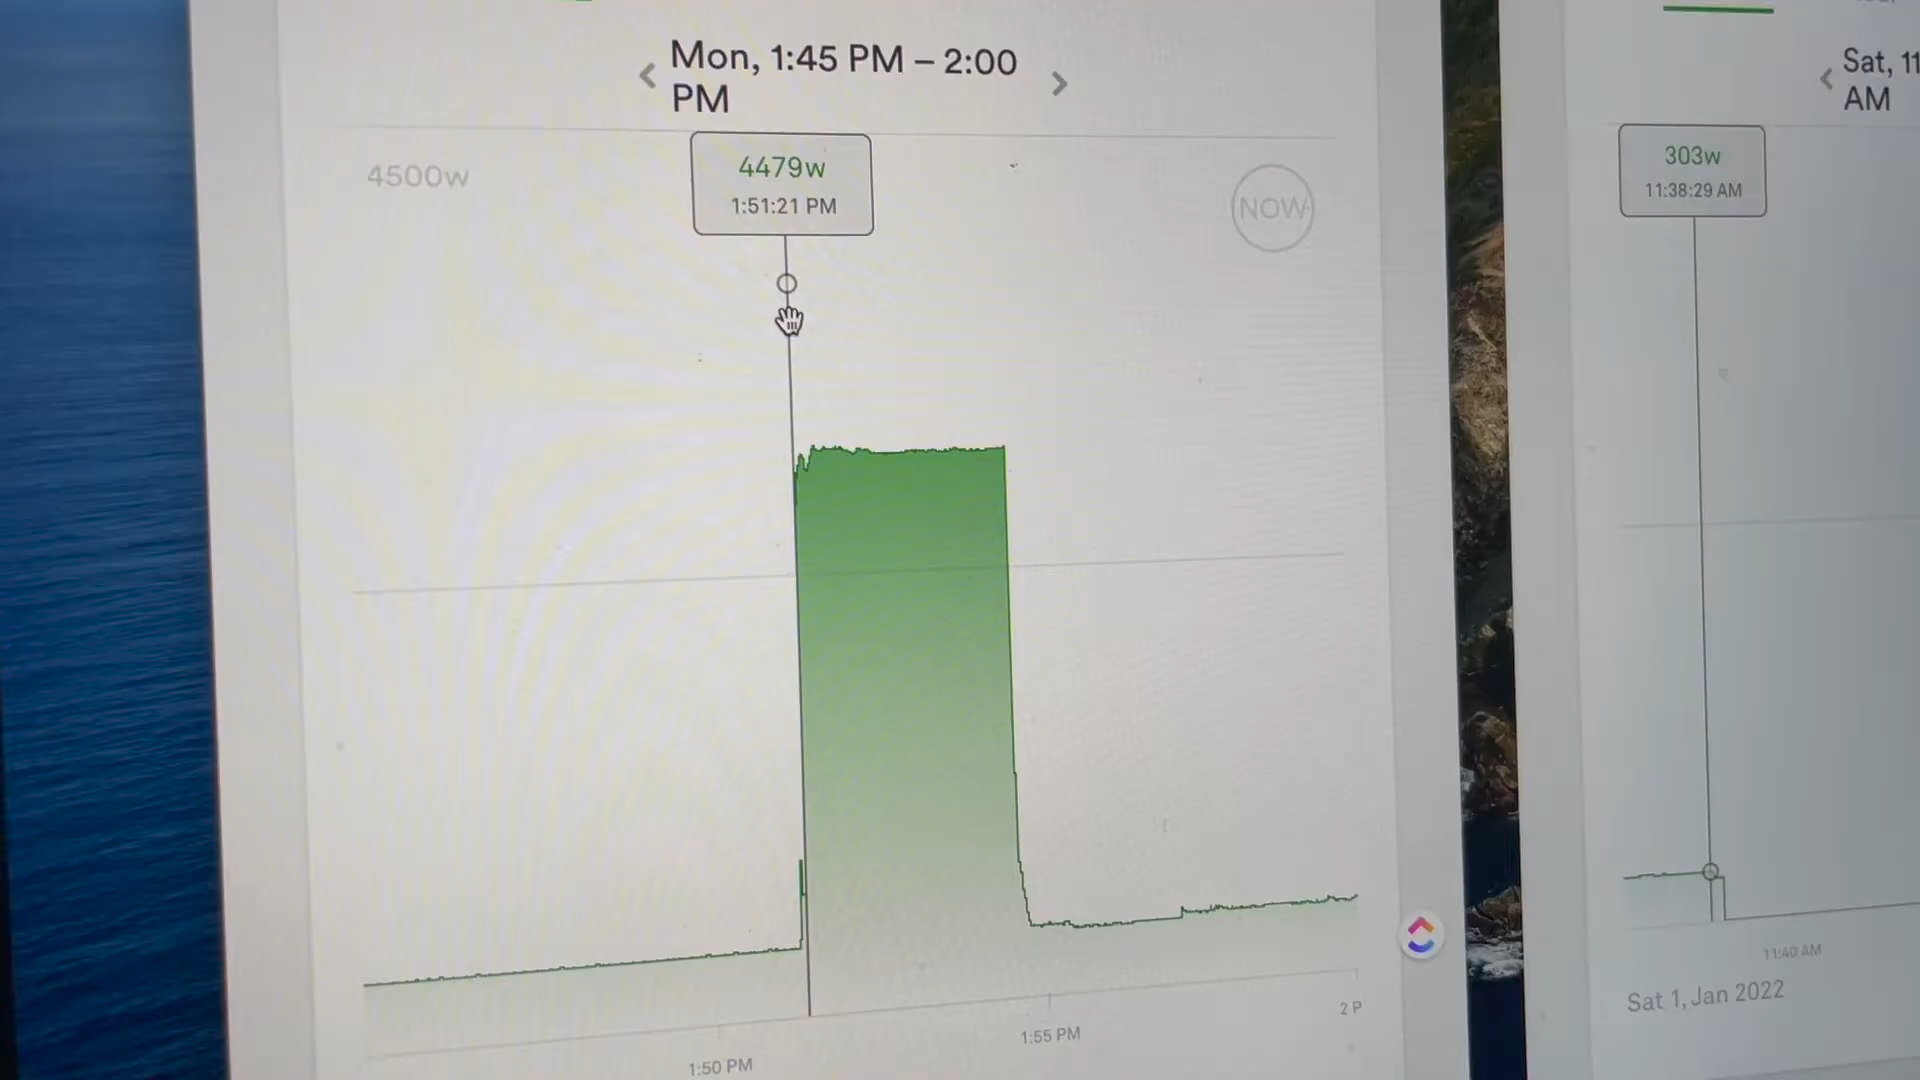 Mon, 1:45 PM – 2:00
PM
4500w
4479w
1:51:21 PM
NOW
1:50 PM
1:55 PM
2 P
Sat, 11
AM
303w
11:38:29 AM
11:40 AM
Sat 1, Jan 2022